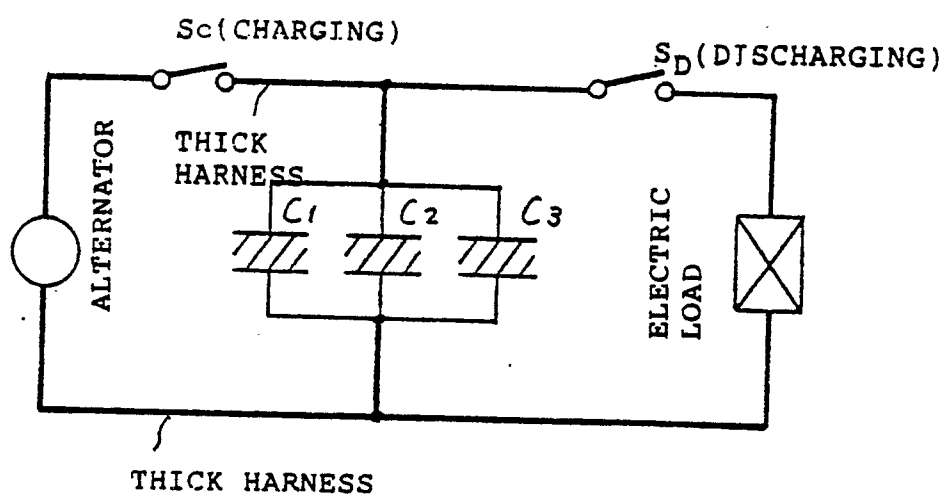 Sc(CHARGING)
SD(DISCHARGING)
THICK
HARNESS
ALTERNATOR
C1
C2
C3
ELECTRIC
LOAD
THICK HARNESS